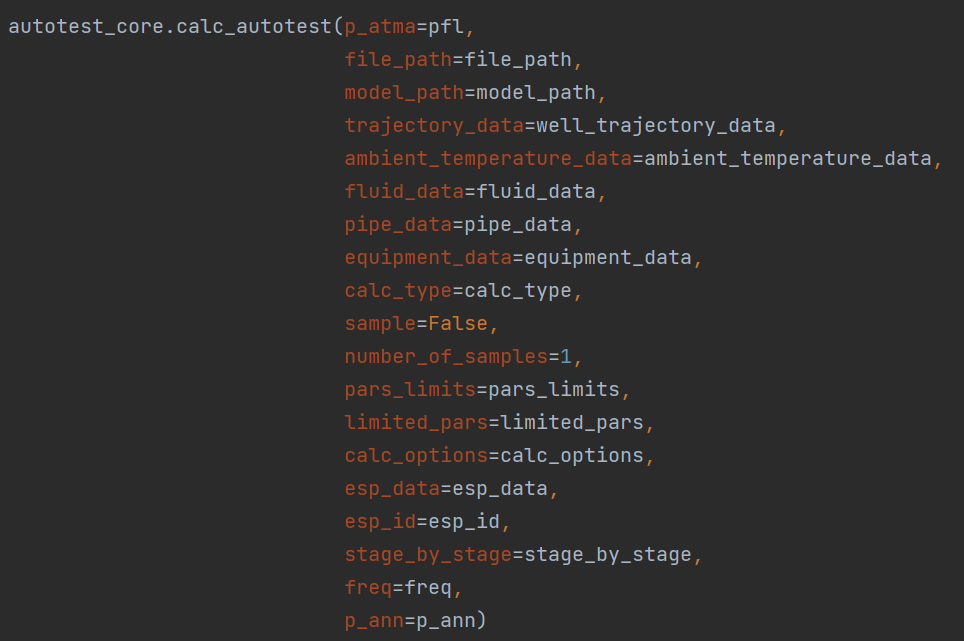 autotest_core.calc_autotest(p_atma=pfl,
file_path=file_path,
model_path=model_path,
trajectory_data=well_trajectory_data,
ambient_temperature_data=ambient_temperature_data,
fluid_data=fluid_data,
pipe_data=pipe_data,
equipment_data=equipment_data,
calc_type=calc_type,
sample=False,
number_of_samples=1,
pars_limits=pars_limits,
limited_pars=limited_pars,
calc_options=calc_options,
esp_data=esp_data,
esp_id=esp_id,
stage_by_stage=stage_by_stage,
freq=freq,
p_ann=p_ann)